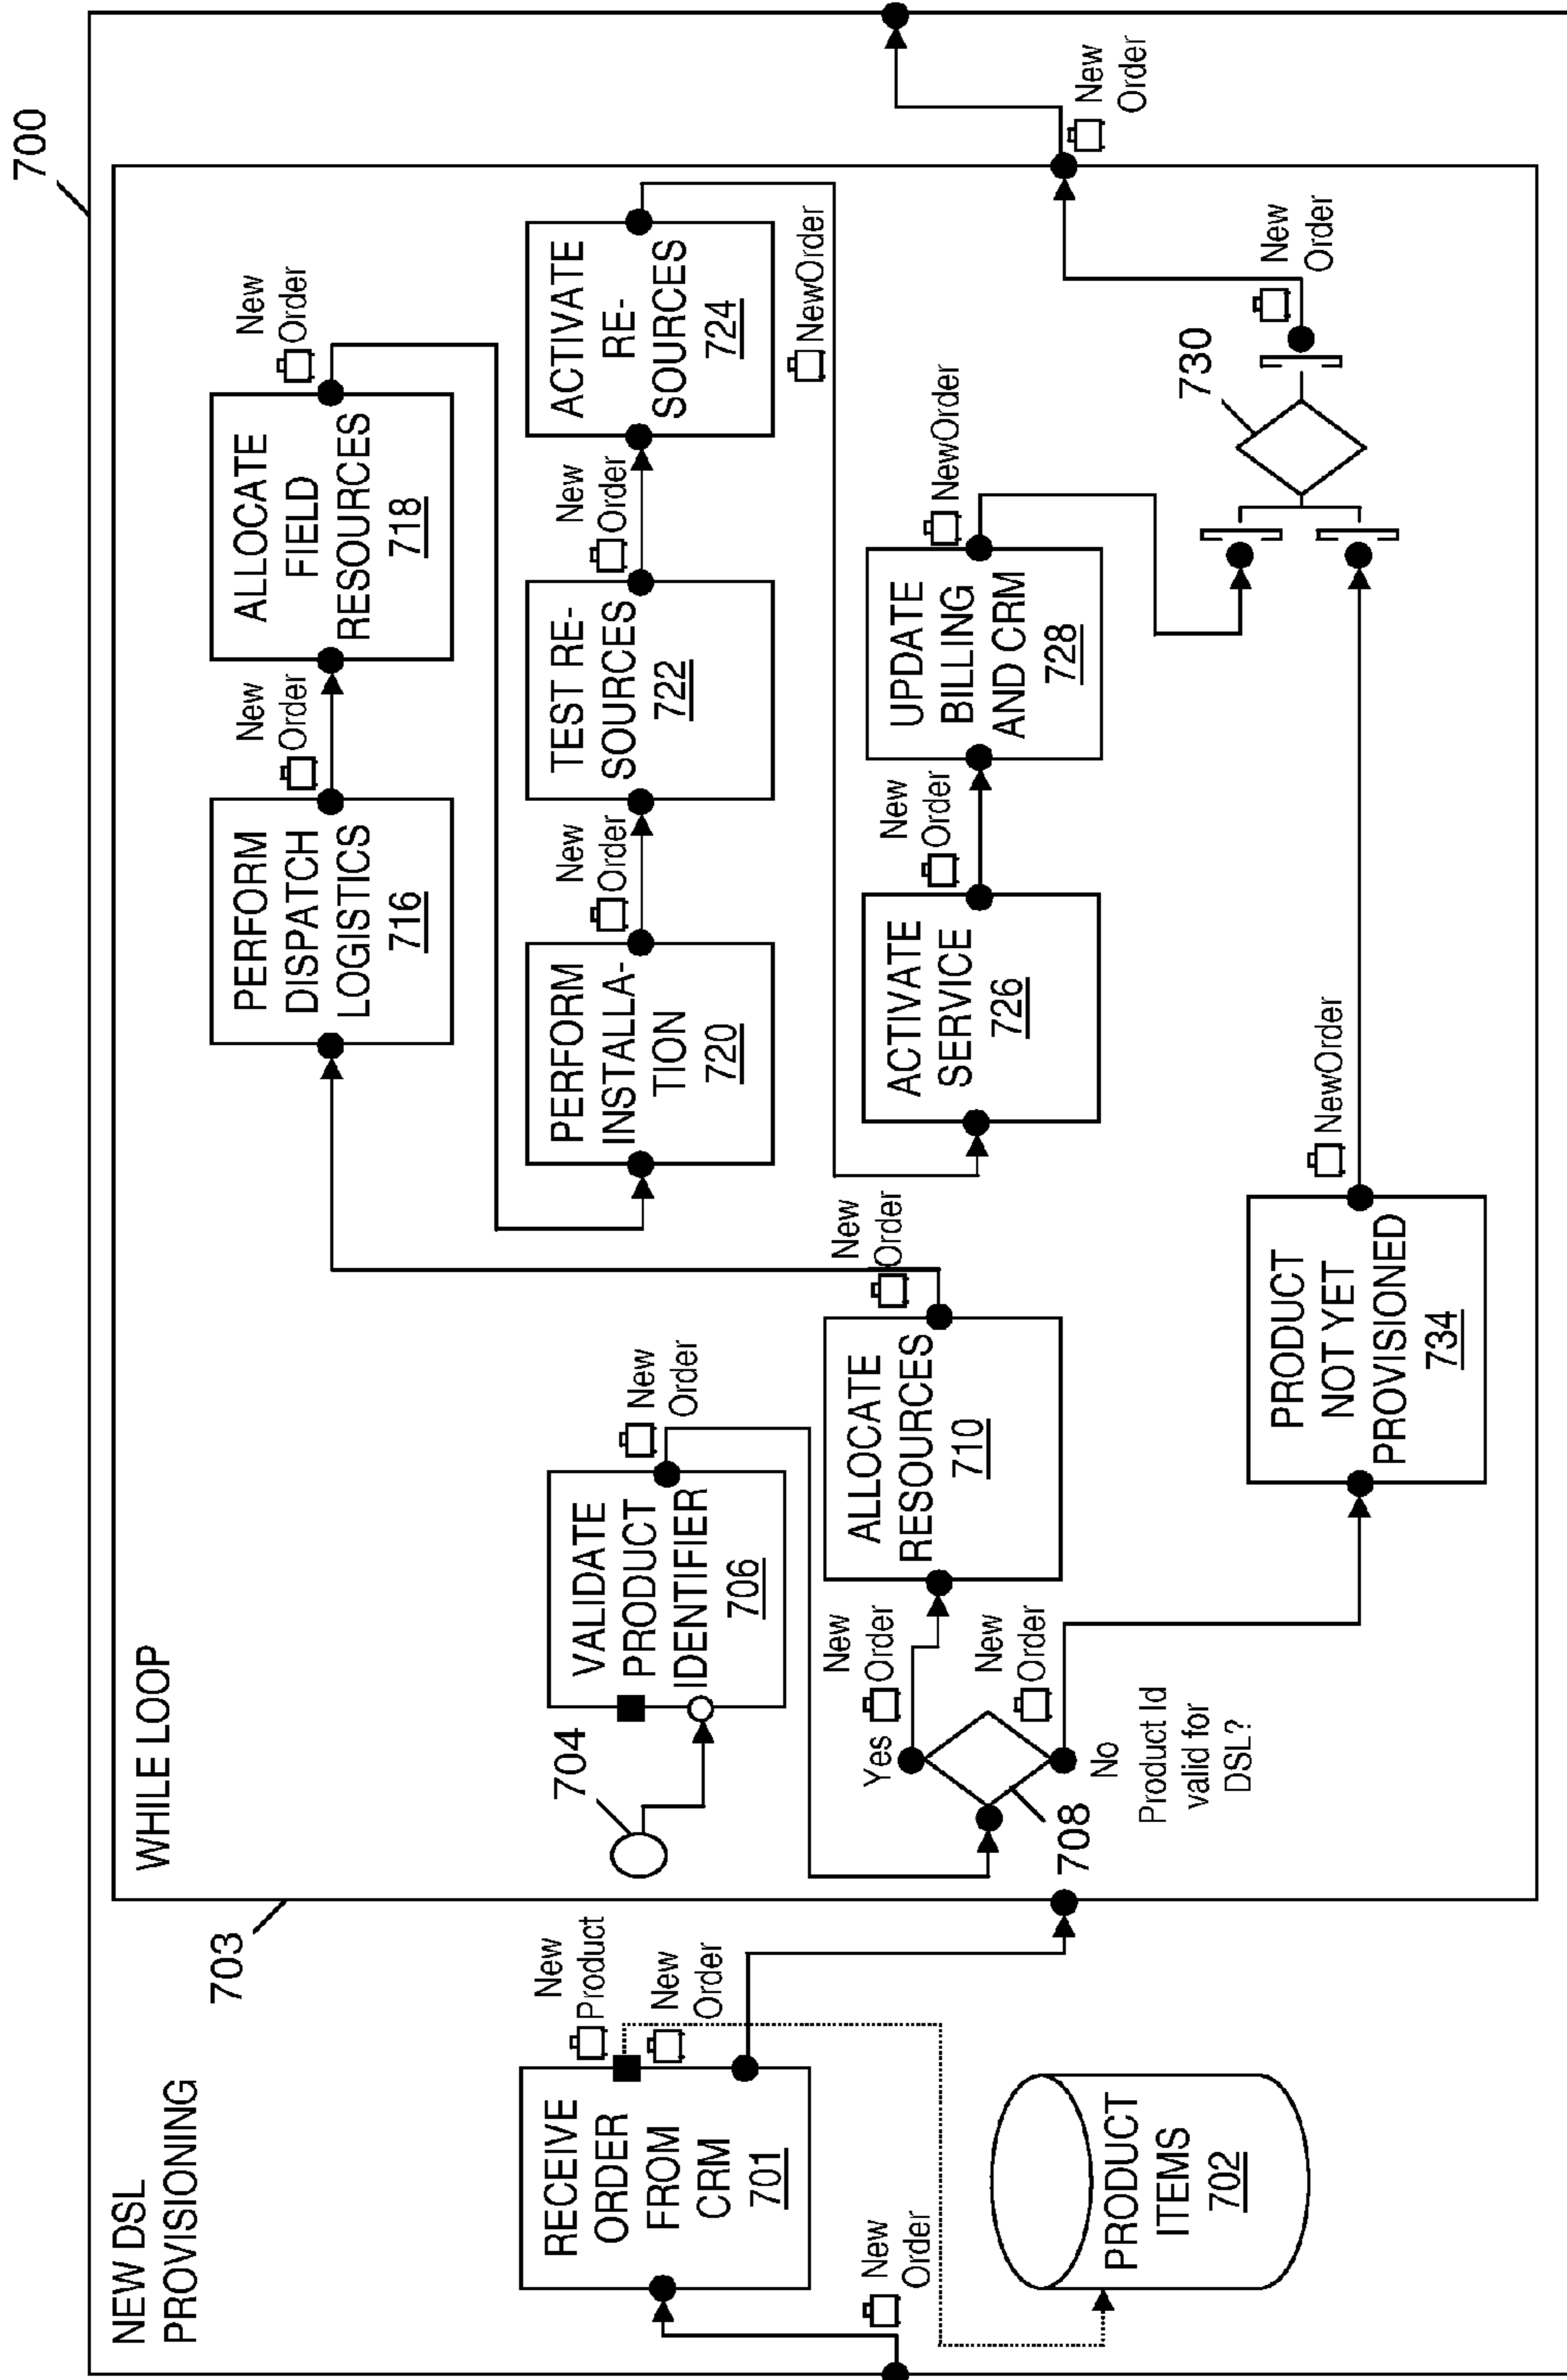 700
NEW DSL
PROVISIONING
703
WHILE LOOP
RECEIVE
ORDER
FROM
CRM
701
New
Product
New
Order
New
Order
PRODUCT
ITEMS
702
704
VALIDATE
PRODUCT
IDENTIFIER
706
New
Order
708
Yes
New
Order
No
New
Order
Product Id
valid for
DSL?
ALLOCATE
RESOURCES
710
New
Order
PERFORM
DISPATCH
LOGISTICS
716
New
Order
ALLOCATE
FIELD
RESOURCES
718
New
Order
PERFORM
INSTALLA-
TION
720
New
Order
TEST RE-
SOURCES
722
New
Order
ACTIVATE
RE-
SOURCES
724
NewOrder
ACTIVATE
SERVICE
726
New
Order
UPDATE
BILLING
AND CRM
728
NewOrder
PRODUCT
NOT YET
PROVISIONED
734
NewOrder
730
New
Order
New
Order